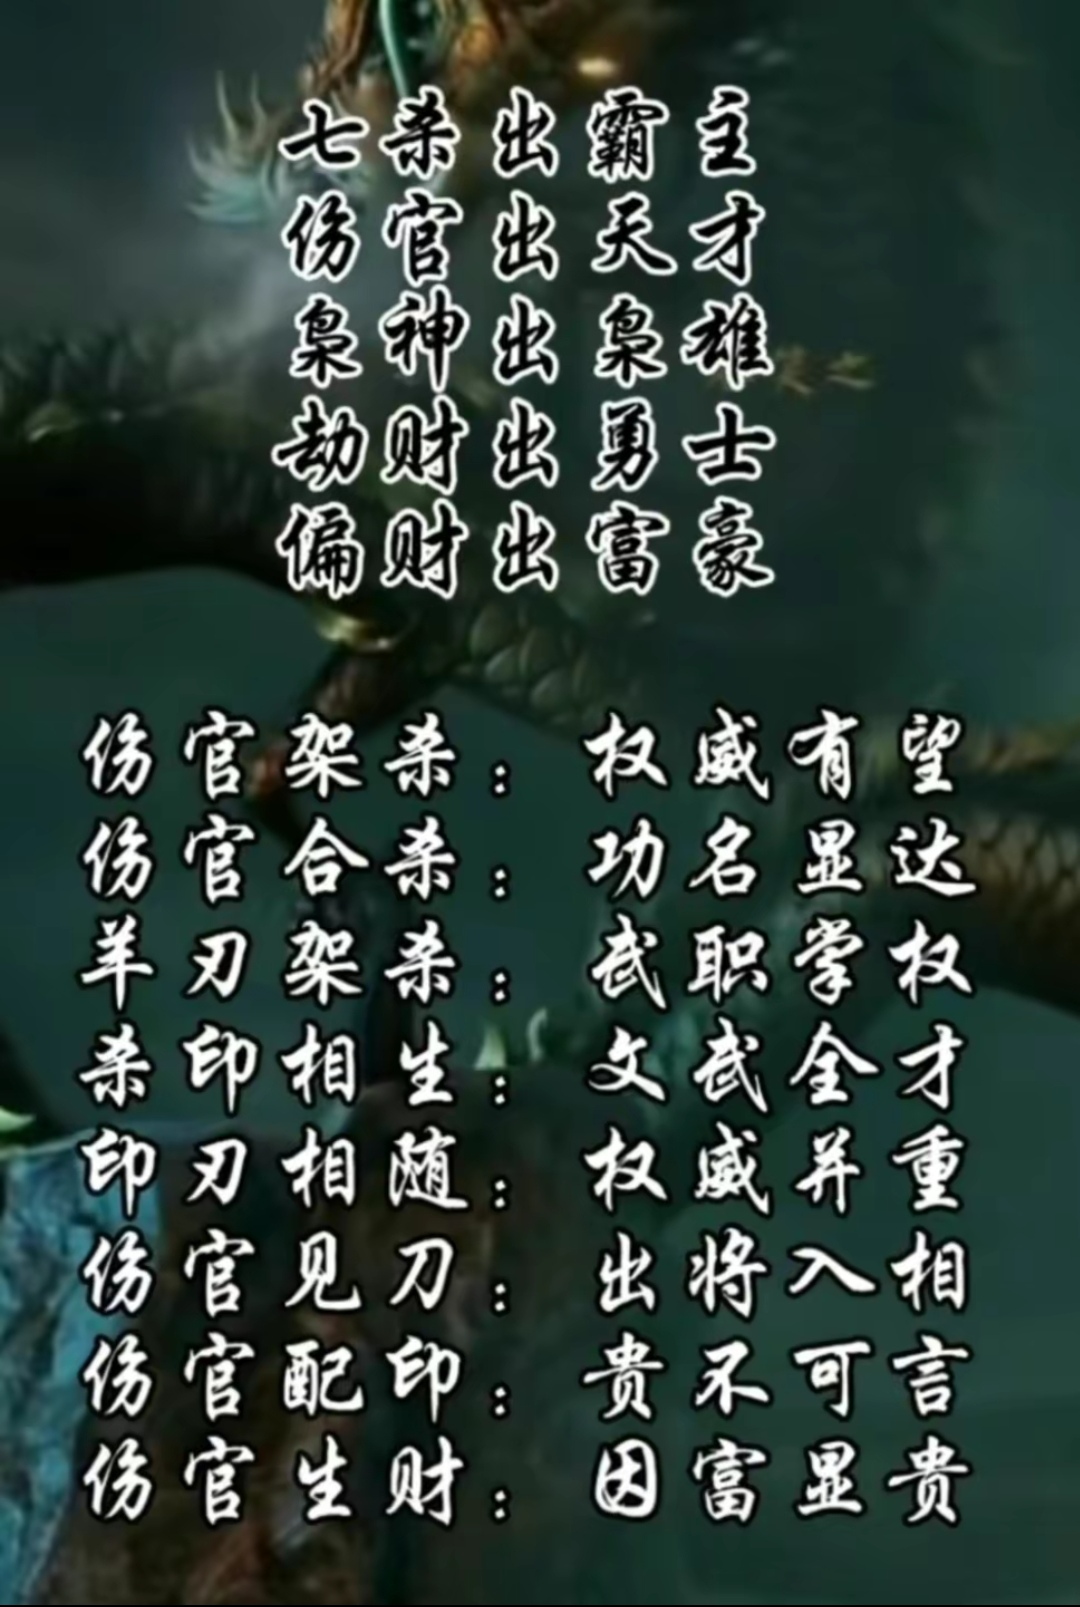 七杀出霸主
伤官出天才
枭神出枭雄
劫财出勇士
偏财出富豪
伤官架杀：权威有望
伤官合杀：功名显达
羊刃架杀：武职掌权
杀印相生：文武全才
印刃相随：权威并重
伤官见刀：出将入相
伤官配印：贵不可言
伤官生财：因富显贵